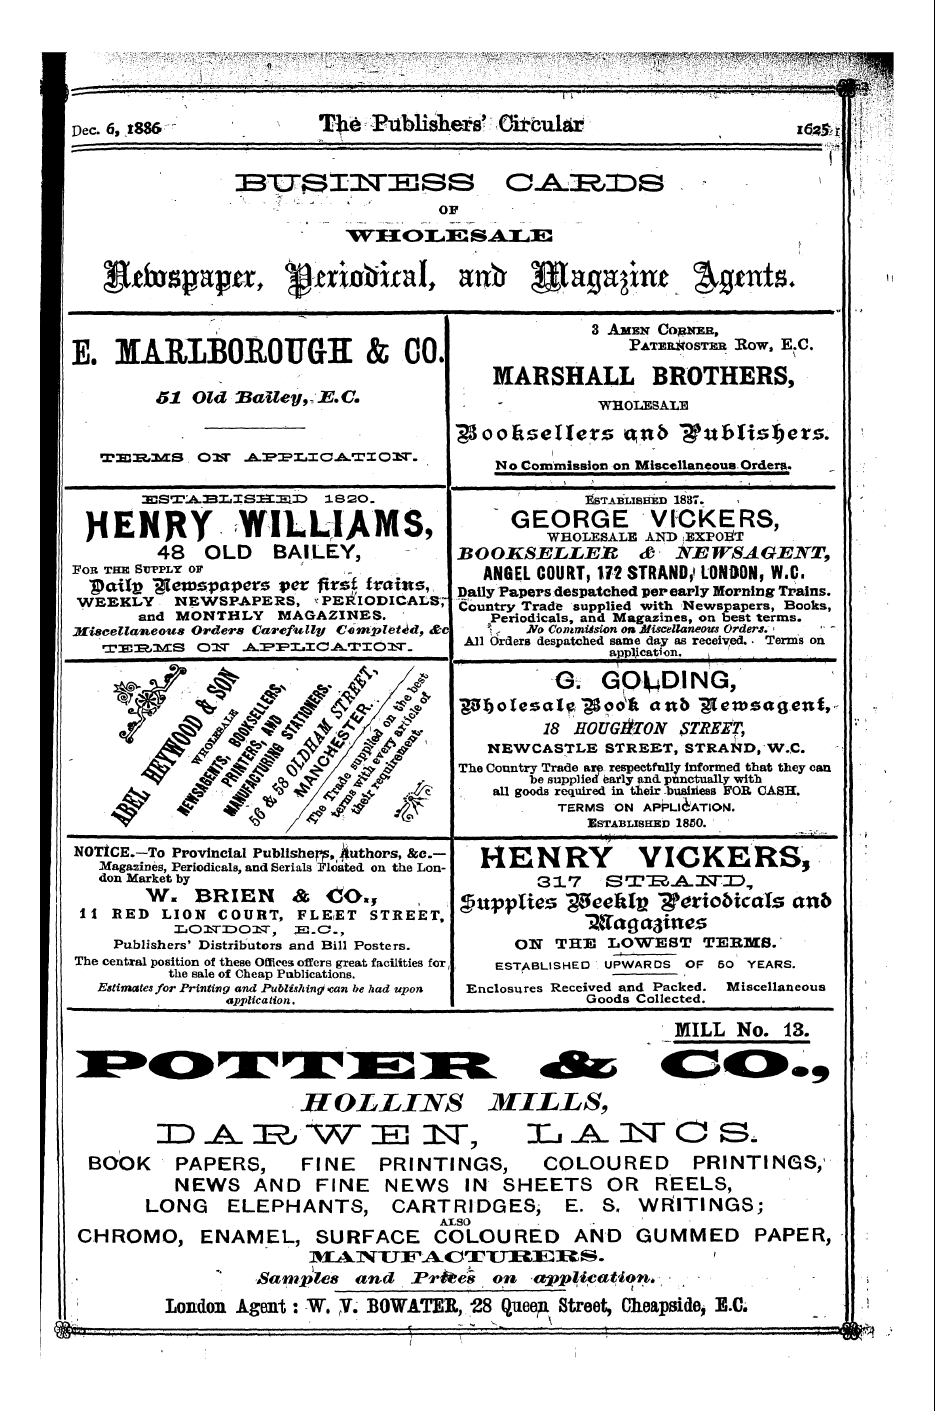 Dec. 6, 1886
The Publishers' Circular
1625
BUSINESS CARDS
OF
WHOLESALE
Newspaper, Periodical, and Magazine Agents.
E. MARLBOROUGH & CO.
51 Old Bailey, E.C.
TERMS ON APPLICATION.
3 AMEN CORNER,
PATERNOSTER ROW, E.C.
MARSHALL BROTHERS,
WHOLESALE
Booksellers and Publishers.
No Commission on Miscellaneous Orders.
ESTABLISHED 1820.
HENRY WILLIAMS,
48 OLD BAILEY,
FOR THE SUPPLY OF
Daily Newspapers per first trains,
WEEKLY NEWSPAPERS, PERIODICALS,
and MONTHLY MAGAZINES.
Miscellaneous Orders Carefully Completed, &c
TERMS ON APPLICATION.
ESTABLISHED 1837.
GEORGE VICKERS,
WHOLESALE AND EXPORT
BOOKSELLER & NEWSAGENT,
ANGEL COURT, 172 STRAND, LONDON, W.C.
Daily Papers despatched per early Morning Trains.
Country Trade supplied with Newspapers, Books,
Periodicals, and Magazines, on best terms.
No Commission on Miscellaneous Orders.
All Orders despatched same day as received. Terms on
application.
ABEL HEYWOOD & SON
WHOLESALE
NEWSAGENTS, BOOKSELLERS,
PRINTERS, AND
MANUFACTURING STATIONERS,
56 & 58 OLDHAM STREET,
MANCHESTER.
The Trade supplied on the best
terms with every article of
their requirement.
G. GOLDING,
Wholesale Book and Newsagent,
18 HOUGHTON STREET,
NEWCASTLE STREET, STRAND, W.C.
The Country Trade are respectfully informed that they can
be supplied early and punctually with
all goods required in their business FOR CASH.
TERMS ON APPLICATION.
ESTABLISHED 1850.
NOTICE.—To Provincial Publishers, Authors, &c.—
Magazines, Periodicals, and Serials Floated on the Lon-
don Market by
W. BRIEN & CO.,
11 RED LION COURT, FLEET STREET,
LONDON, E.C.,
Publishers' Distributors and Bill Posters.
The central position of these Offices offers great facilities for
the sale of Cheap Publications.
Estimates for Printing and Publishing can be had upon
application.
HENRY VICKERS,
317 STRAND,
Supplies Weekly Periodicals and
Magazines
ON THE LOWEST TERMS.
ESTABLISHED UPWARDS OF 50 YEARS.
Enclosures Received and Packed. Miscellaneous
Goods Collected.
MILL No. 13.
POTTER & CO.,
HOLLINS MILLS,
DARWEN, LANCS.
BOOK PAPERS, FINE PRINTINGS, COLOURED PRINTINGS,
NEWS AND FINE NEWS IN SHEETS OR REELS,
LONG ELEPHANTS, CARTRIDGES, E. S. WRITINGS;
ALSO
CHROMO, ENAMEL, SURFACE COLOURED AND GUMMED PAPER,
MANUFACTURERS.
Samples and Prices on application.
London Agent: W. V. BOWATER, 28 Queen Street, Cheapside, E.C.